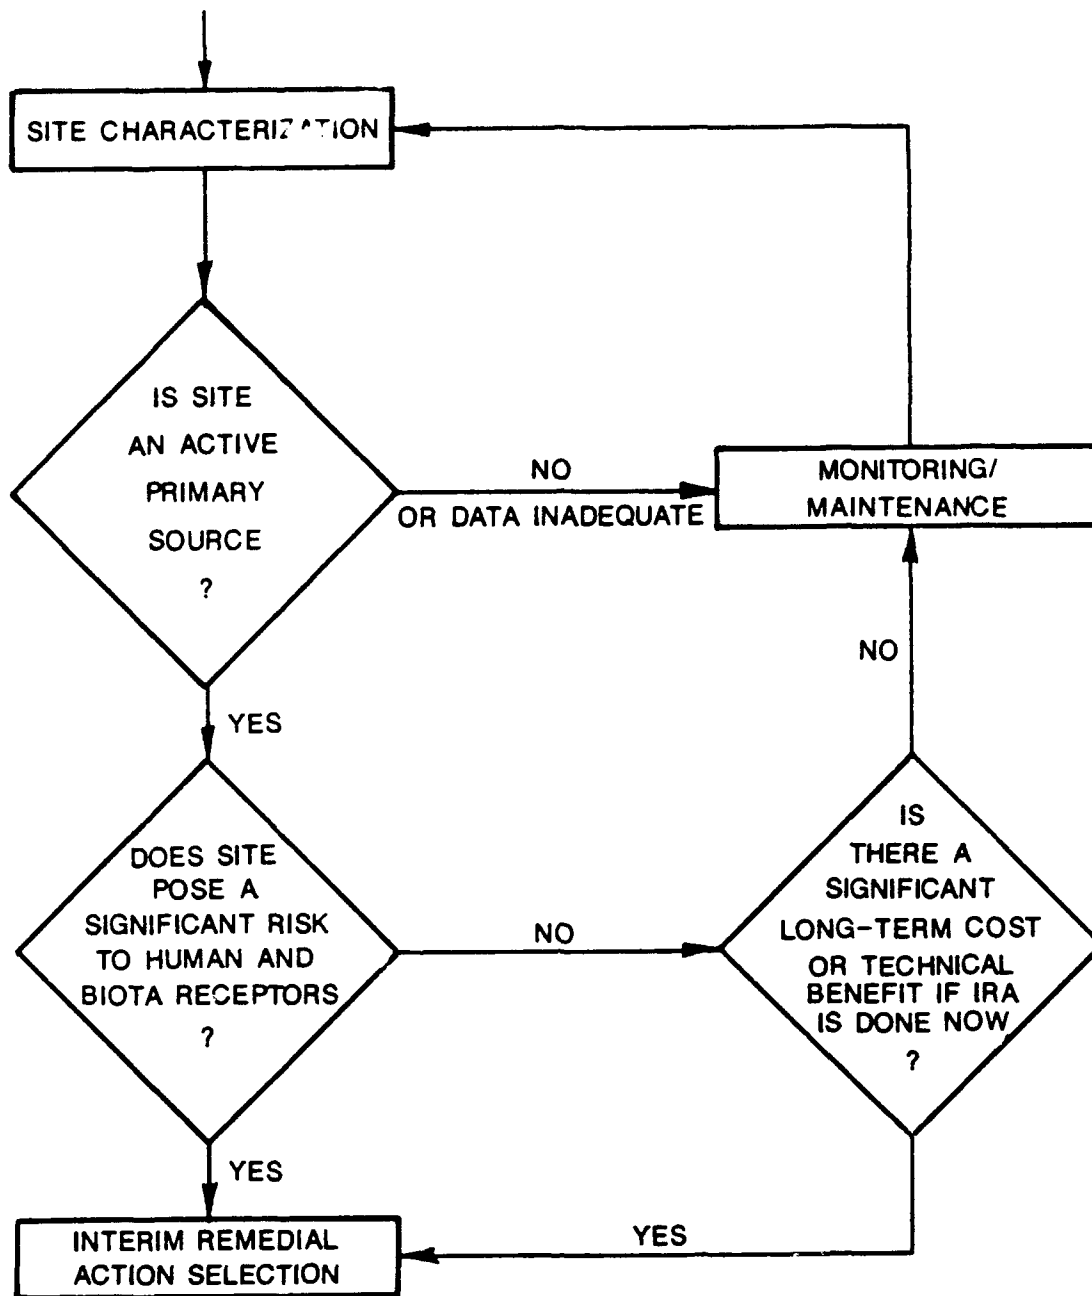 SITE CHARACTERIZATION
IS SITE
AN ACTIVE
PRIMARY
SOURCE
?
NO
OR DATA INADEQUATE
MONITORING/
MAINTENANCE
YES
NO
DOES SITE
POSE A
SIGNIFICANT RISK
TO HUMAN AND
BIOTA RECEPTORS
?
NO
IS
THERE A
SIGNIFICANT
LONG-TERM COST
OR TECHNICAL
BENEFIT IF IRA
IS DONE NOW
?
YES
YES
INTERIM REMEDIAL
ACTION SELECTION